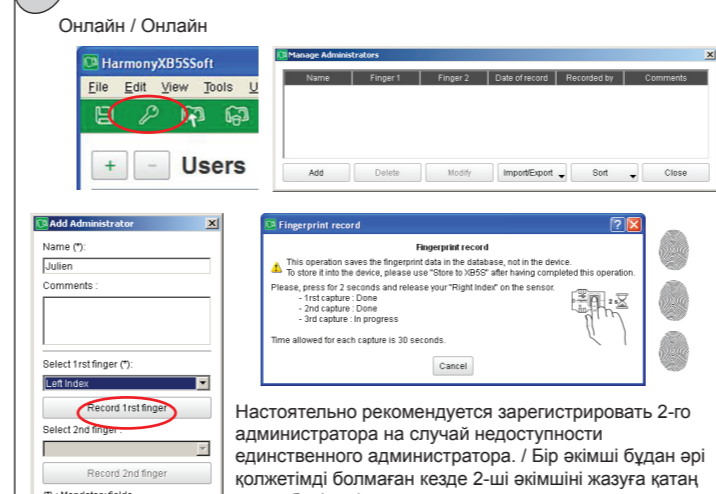 Онлайн / Онлайн
HarmonyXB5SSoft
File Edit View Tools U
+ − Users
Manage Administrators
Name Finger 1 Finger 2 Date of record Recorded by Comments
Add Delete Modify Import/Export Sort Close
Add Administrator
Name (*):
Julien
Comments :
Select 1rst finger (*):
Left Index
Record 1rst finger
Select 2nd finger :
Record 2nd finger
(*) : Mandatory fields
Fingerprint record
Fingerprint record
This operation saves the fingerprint data in the database, not in the device.
To store it into the device, please use "Store to XB5S" after having completed this operation.
Please, press for 2 seconds and release your "Right Index" on the sensor.
- 1rst capture : Done
- 2nd capture : Done
- 3rd capture : In progress
2 s
Time allowed for each capture is 30 seconds.
Cancel
Настоятельно рекомендуется зарегистрировать 2-го
администратора на случай недоступности
единственного администратора. / Бір әкімші бұдан әрі
қолжетімді болмаған кезде 2-ші әкімшіні жазуға қатаң